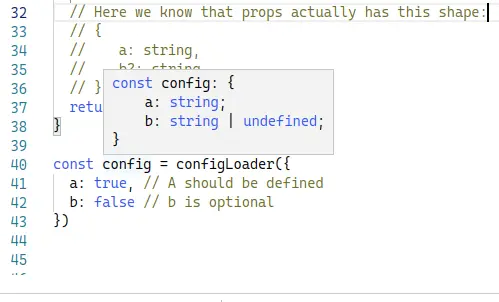 32 // Here we know that props actually has this shape:
33 // {
34 //    a: string,
35 //    b?: string
36 // }
37 retu
38 }
const config: {
    a: string;
    b: string | undefined;
}
39
40 const config = configLoader({
41   a: true, // A should be defined
42   b: false // b is optional
43 })
44
45